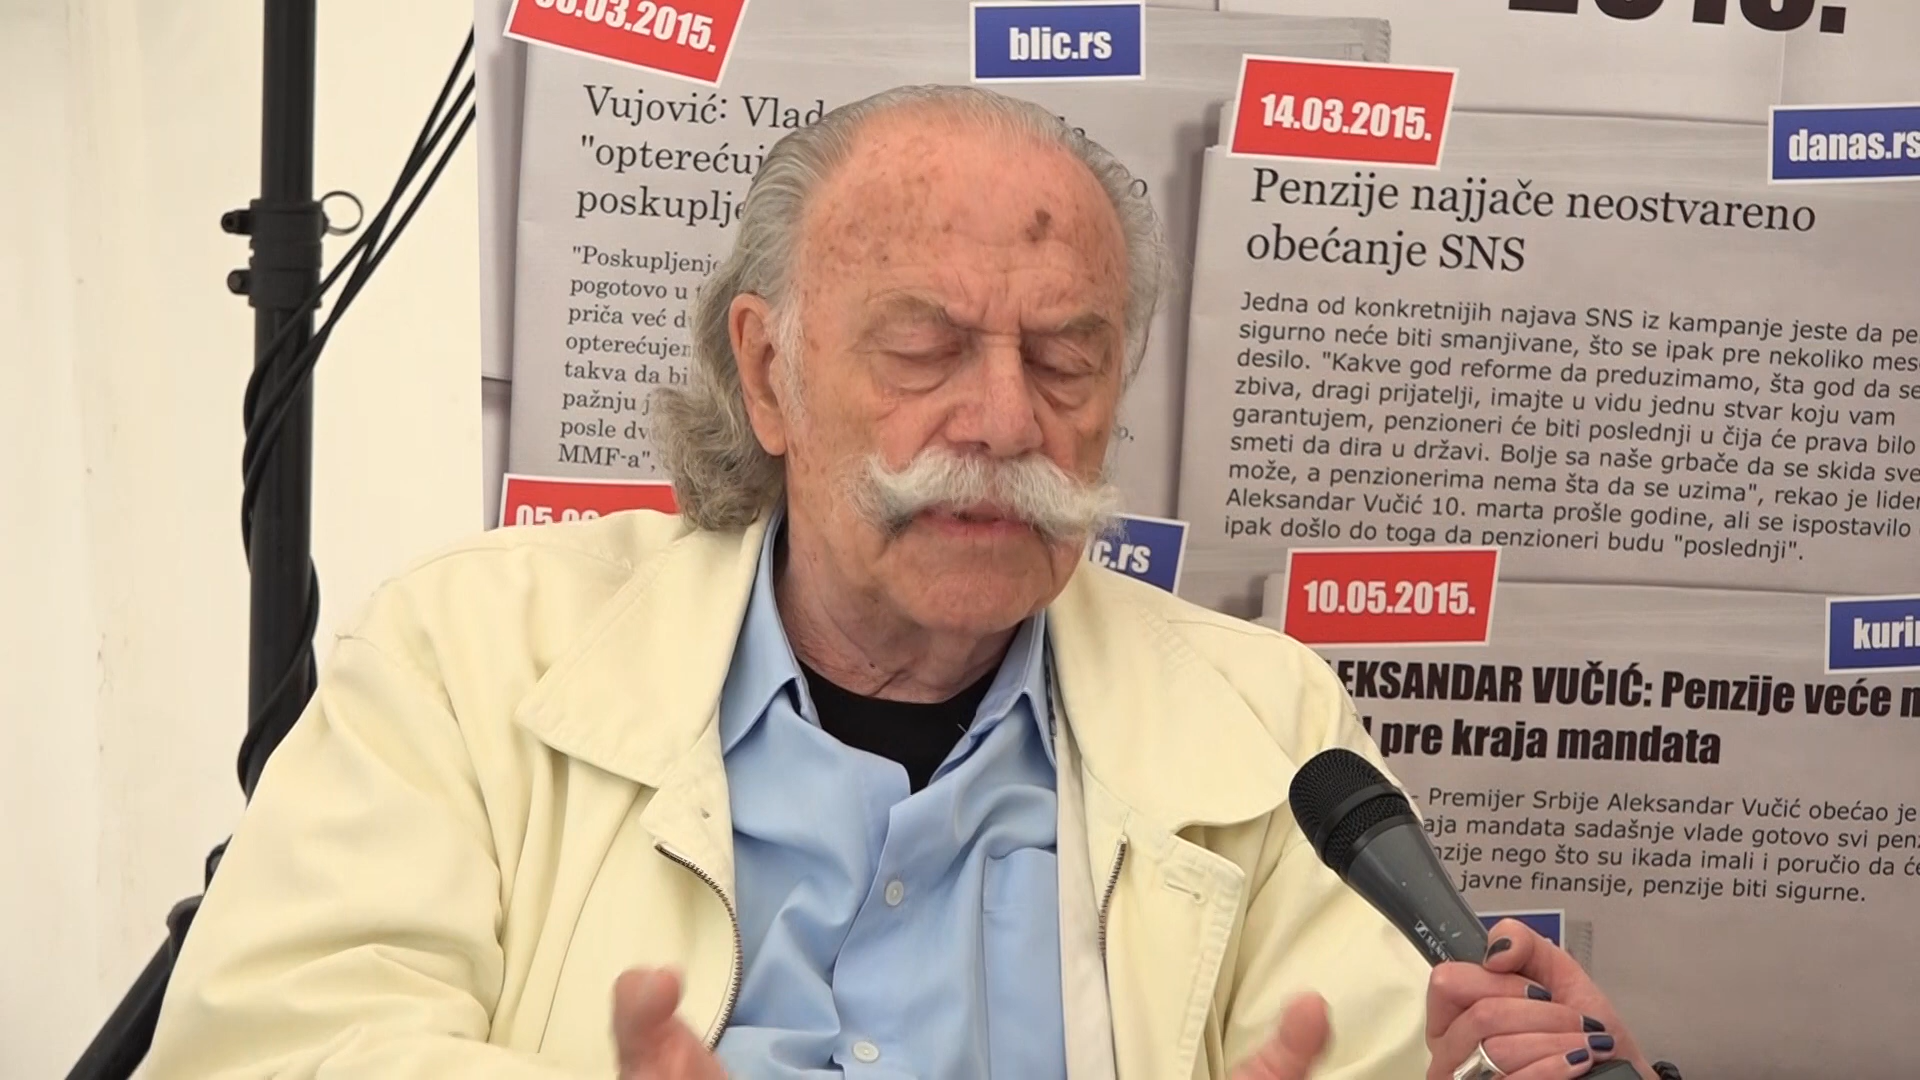 03.2015.
blic.rs
Vujović:
"opterećuj
poskuplje
"Poskupljenje
pogotovo u
priča već
opterećujen
takva da bi
pažnju
posle
MMF-a",
2015.
14.03.2015.
danas.rs
Penzije najjače neostvareno
obećanje SNS
Jedna od konkretnijih najava SNS iz kampanje jeste da pe
sigurno neće biti smanjivane, što se ipak pre nekoliko mes
desilo. "Kakve god reforme da preduzimamo, šta god da se
zbiva, dragi prijatelji, imajte u vidu jednu stvar koju vam
garantujem, penzioneri će biti poslednji u čija će prava bilo
smeti da dira u državi. Bolje sa naše grbače da se skida sve
može, a penzionerima nema šta da se uzima", rekao je lider
Aleksandar Vučić 10. marta prošle godine, ali se ispostavilo
ipak došlo do toga da penzioneri budu "poslednji".
c.rs
10.05.2015.
kurir
EKSANDAR VUČIĆ: Penzije veće n
pre kraja mandata
- Premijer Srbije Aleksandar Vučić obećao je
aja mandata sadašnje vlade gotovo svi penz
nzije nego što su ikada imali i poručio da će
javne finansije, penzije biti sigurne.